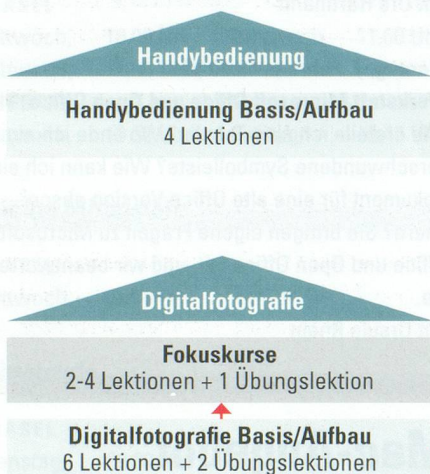 Handybedienung
Handybedienung Basis/Aufbau
4 Lektionen
Digitalfotografie
Fokuskurse
2-4 Lektionen + 1 Übungslektion
Digitalfotografie Basis/Aufbau
6 Lektionen + 2 Übungslektionen